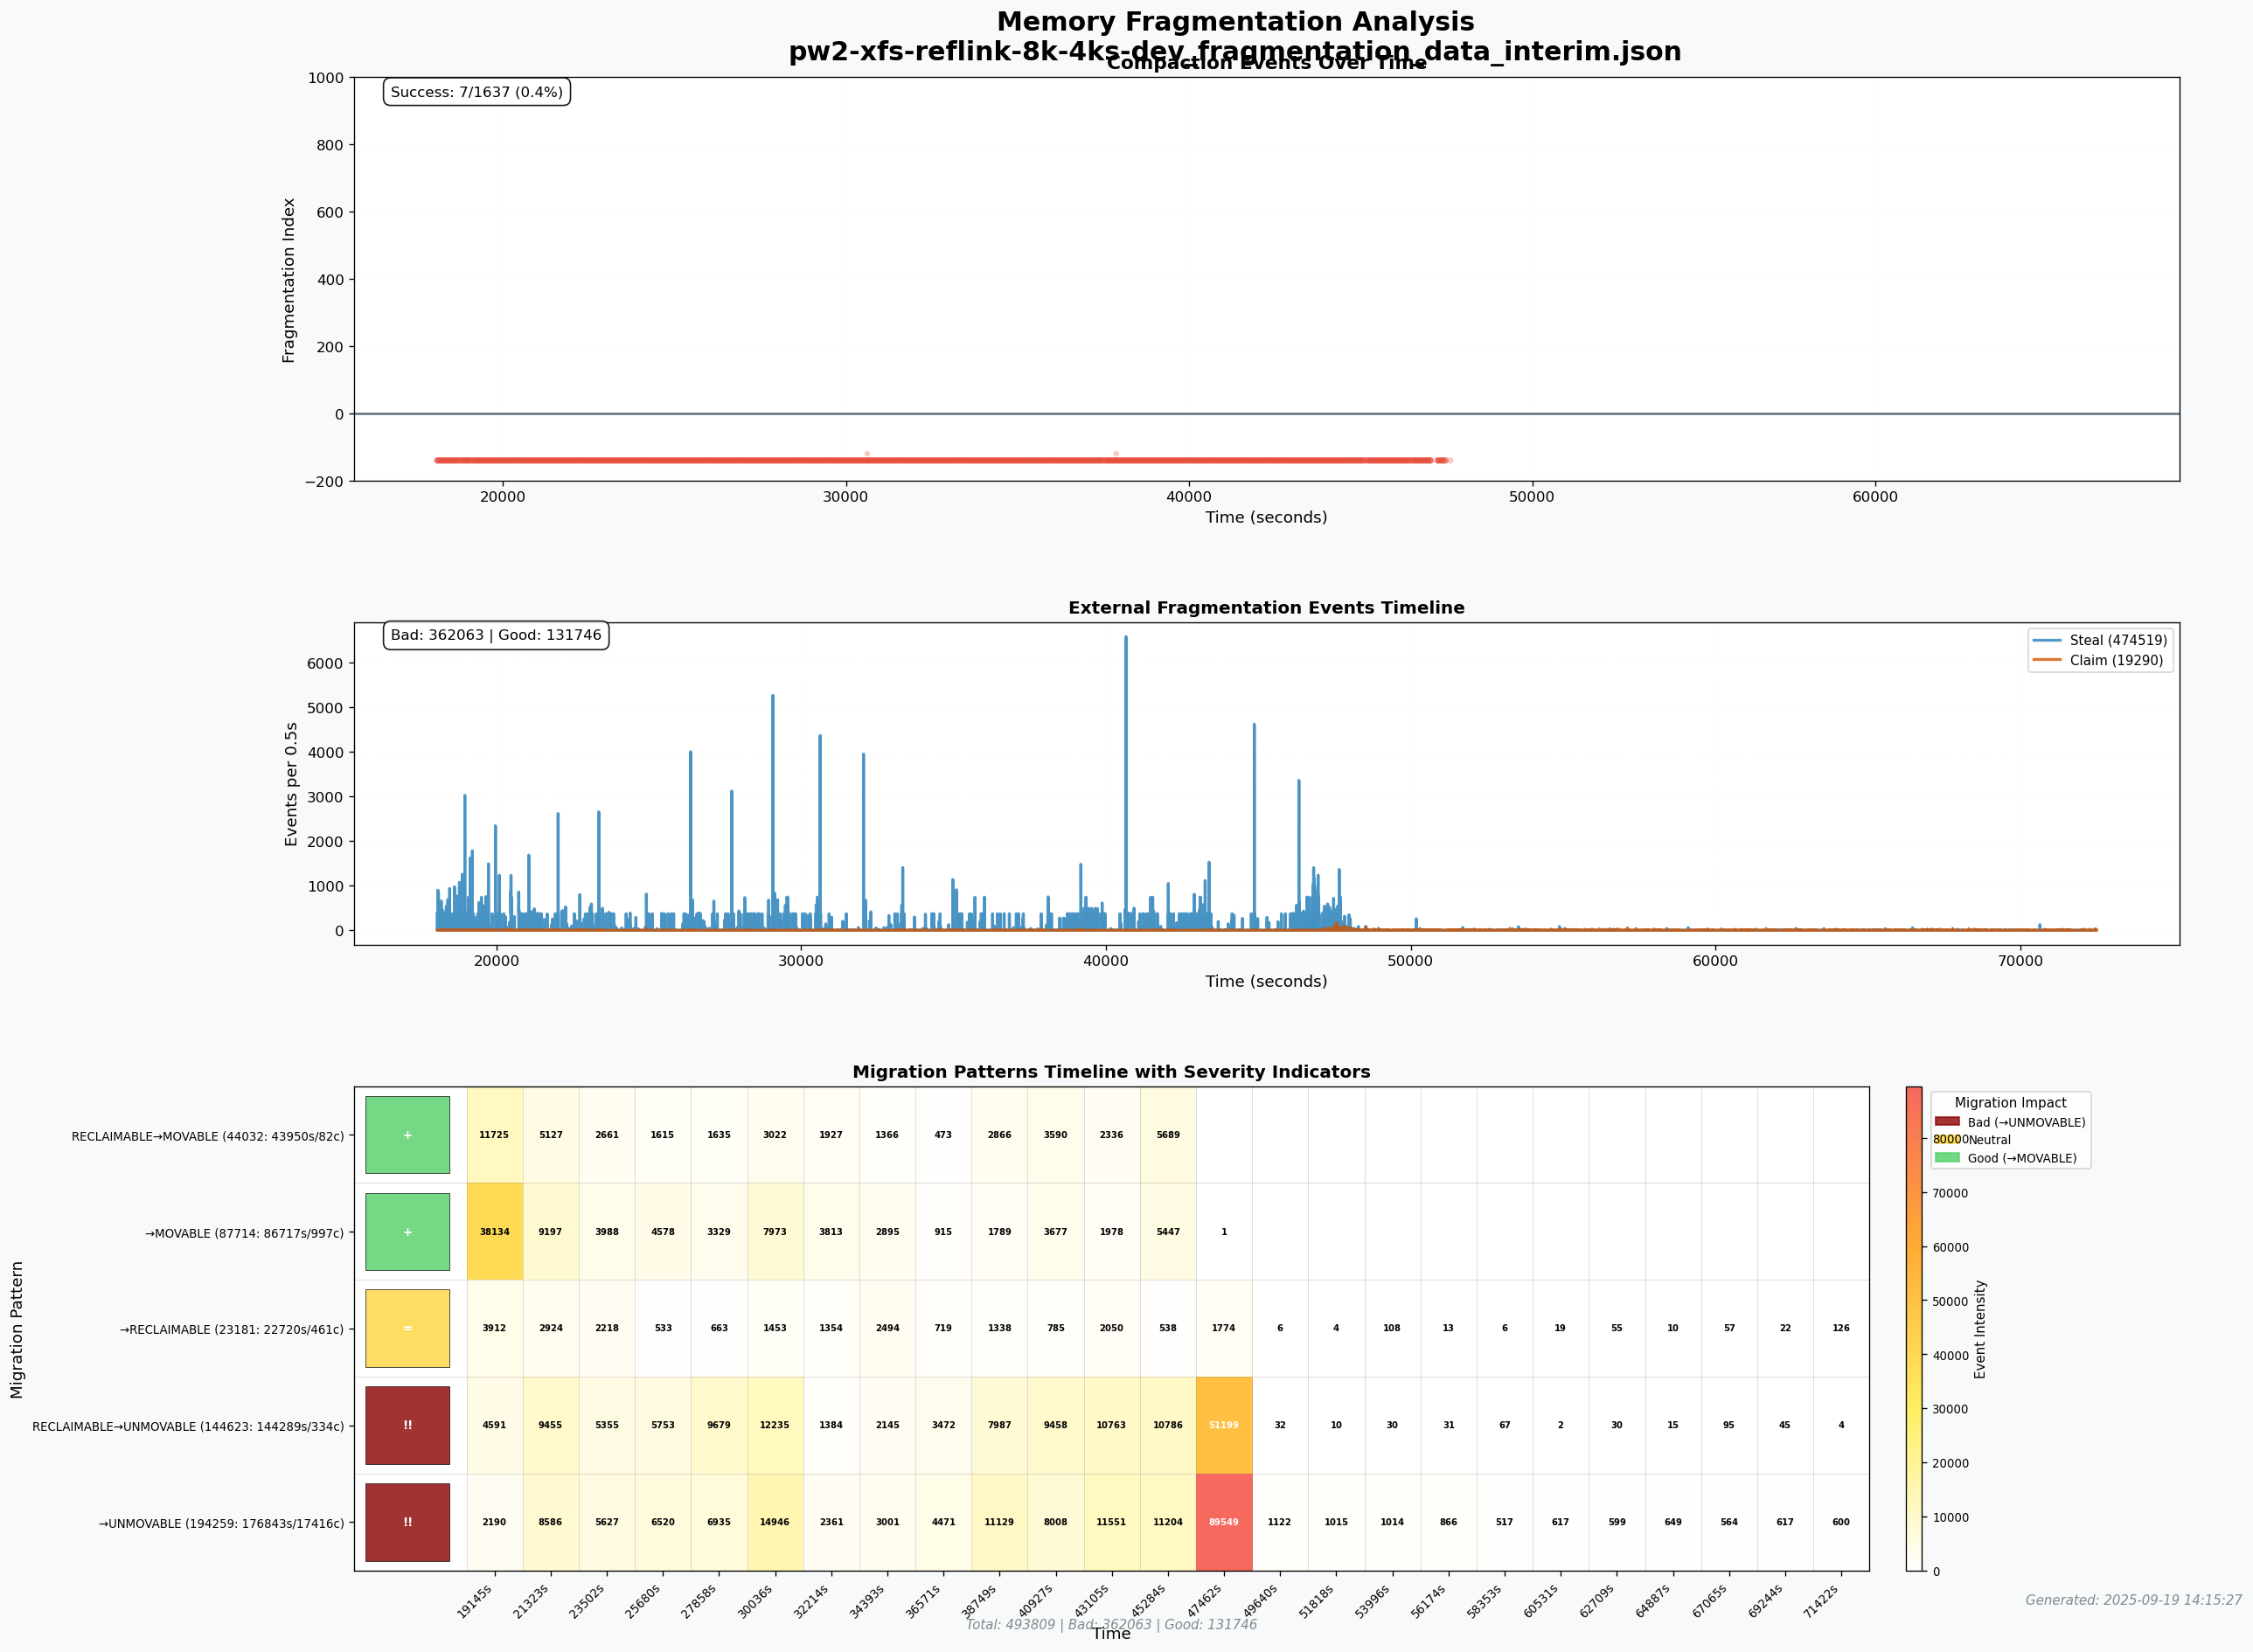 Memory Fragmentation Analysis
pw2-xfs-reflink-8k-4ks-dev_fragmentation_data_interim.json
Compaction Events Over Time
Success: 7/1637 (0.4%)
Fragmentation Index
1000
800
600
400
200
0
−200
20000 30000 40000 50000 60000
Time (seconds)
External Fragmentation Events Timeline
Bad: 362063 | Good: 131746
Steal (474519)
Claim (19290)
Events per 0.5s
6000
5000
4000
3000
2000
1000
0
20000 30000 40000 50000 60000 70000
Time (seconds)
Migration Patterns Timeline with Severity Indicators
Migration Pattern
RECLAIMABLE→MOVABLE (44032: 43950s/82c) + 11725 5127 2661 1615 1635 3022 1927 1366 473 2866 3590 2336 5689
→MOVABLE (87714: 86717s/997c) + 38134 9197 3988 4578 3329 7973 3813 2895 915 1789 3677 1978 5447 1
→RECLAIMABLE (23181: 22720s/461c) = 3912 2924 2218 533 663 1453 1354 2494 719 1338 785 2050 538 1774 6 4 108 13 6 19 55 10 57 22 126
RECLAIMABLE→UNMOVABLE (144623: 144289s/334c) !! 4591 9455 5355 5753 9679 12235 1384 2145 3472 7987 9458 10763 10786 51199 32 10 30 31 67 2 30 15 95 45 4
→UNMOVABLE (194259: 176843s/17416c) !! 2190 8586 5627 6520 6935 14946 2361 3001 4471 11129 8008 11551 11204 89549 1122 1015 1014 866 517 617 599 649 564 617 600
19145s 21323s 23502s 25680s 27858s 30036s 32214s 34393s 36571s 38749s 40927s 43105s 45284s 47462s 49640s 51818s 53996s 56174s 58353s 60531s 62709s 64887s 67065s 69244s 71422s
Total: 493809 | Bad: 362063 | Good: 131746
Time
Migration Impact
Bad (→UNMOVABLE)
Neutral
Good (→MOVABLE)
80000
70000
60000
50000
40000
30000
20000
10000
0
Event Intensity
Generated: 2025-09-19 14:15:27